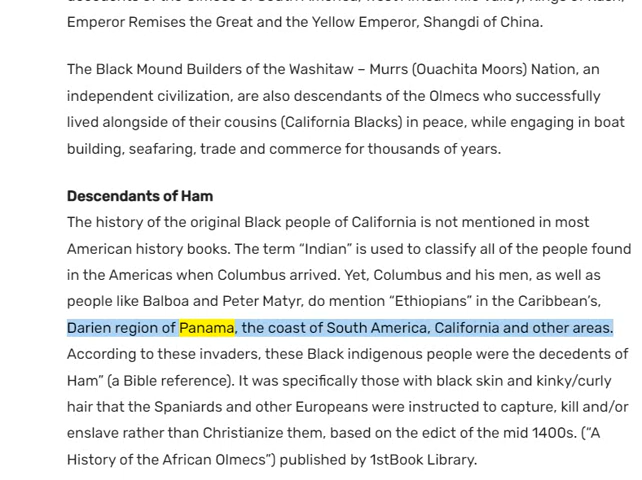 Emperor Remises the Great and the Yellow Emperor, Shangdi of China.
The Black Mound Builders of the Washitaw – Murrs (Ouachita Moors) Nation, an
independent civilization, are also descendants of the Olmecs who successfully
lived alongside of their cousins (California Blacks) in peace, while engaging in boat
building, seafaring, trade and commerce for thousands of years.
Descendants of Ham
The history of the original Black people of California is not mentioned in most
American history books. The term “Indian” is used to classify all of the people found
in the Americas when Columbus arrived. Yet, Columbus and his men, as well as
people like Balboa and Peter Matyr, do mention “Ethiopians” in the Caribbean’s,
Darien region of Panama, the coast of South America, California and other areas.
According to these invaders, these Black indigenous people were the decedents of
Ham” (a Bible reference). It was specifically those with black skin and kinky/curly
hair that the Spaniards and other Europeans were instructed to capture, kill and/or
enslave rather than Christianize them, based on the edict of the mid 1400s. (“A
History of the African Olmecs”) published by 1stBook Library.